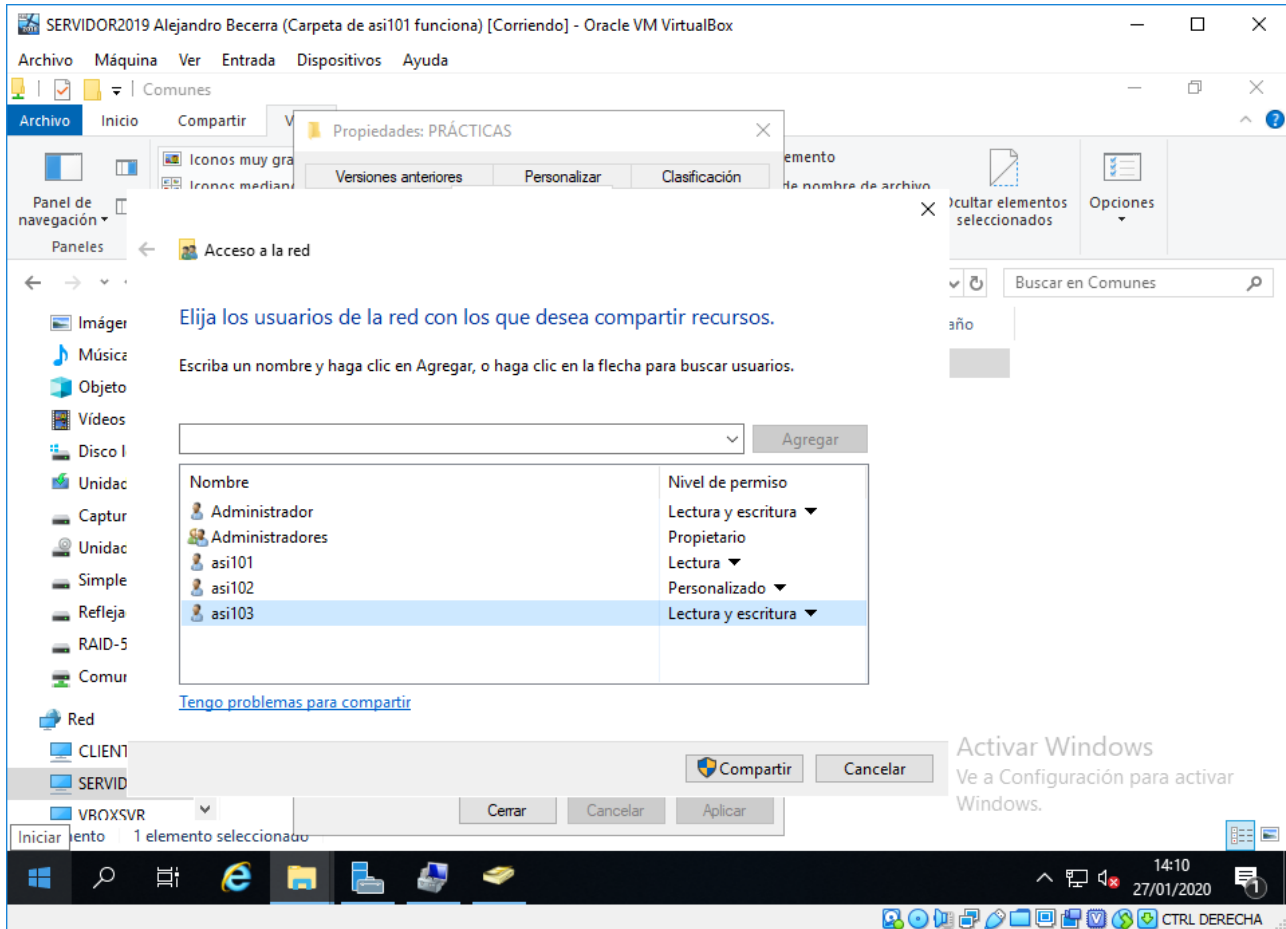 SERVIDOR2019 Alejandro Becerra (Carpeta de asi101 funciona) [Corriendo] - Oracle VM VirtualBox
Archivo Máquina Ver Entrada Dispositivos Ayuda
Comunes
Archivo Inicio Compartir V
Propiedades: PRÁCTICAS
Iconos muy gra
emento
Versiones anteriores Personalizar Clasificación
Iconos mediano
de nombre de archivo
Panel de navegación
Ocultar elementos seleccionados
Opciones
Paneles
Acceso a la red
Buscar en Comunes
Elija los usuarios de la red con los que desea compartir recursos.
año
Escriba un nombre y haga clic en Agregar, o haga clic en la flecha para buscar usuarios.
Agregar
Nombre Nivel de permiso
Administrador Lectura y escritura
Administradores Propietario
asi101 Lectura
asi102 Personalizado
asi103 Lectura y escritura
Tengo problemas para compartir
Compartir Cancelar
Imáger
Música
Objeto
Vídeos
Disco l
Unidac
Captur
Unidac
Simple
Refleja
RAID-5
Comur
Red
CLIENT
SERVID
VBOXSVR
Activar Windows
Ve a Configuración para activar
Windows.
Cerrar Cancelar Aplicar
Iniciar
ento 1 elemento seleccionado
14:10
27/01/2020
1
CTRL DERECHA